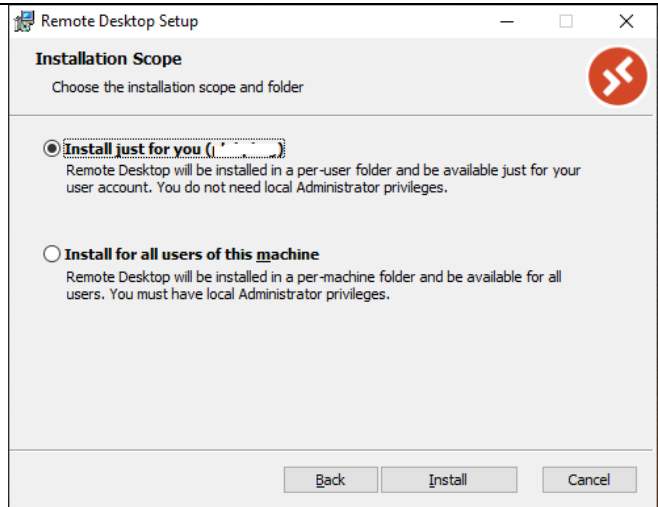 Remote Desktop Setup
Installation Scope
Choose the installation scope and folder
Install just for you (
Remote Desktop will be installed in a per-user folder and be available just for your
user account. You do not need local Administrator privileges.
Install for all users of this machine
Remote Desktop will be installed in a per-machine folder and be available for all
users. You must have local Administrator privileges.
Back
Install
Cancel